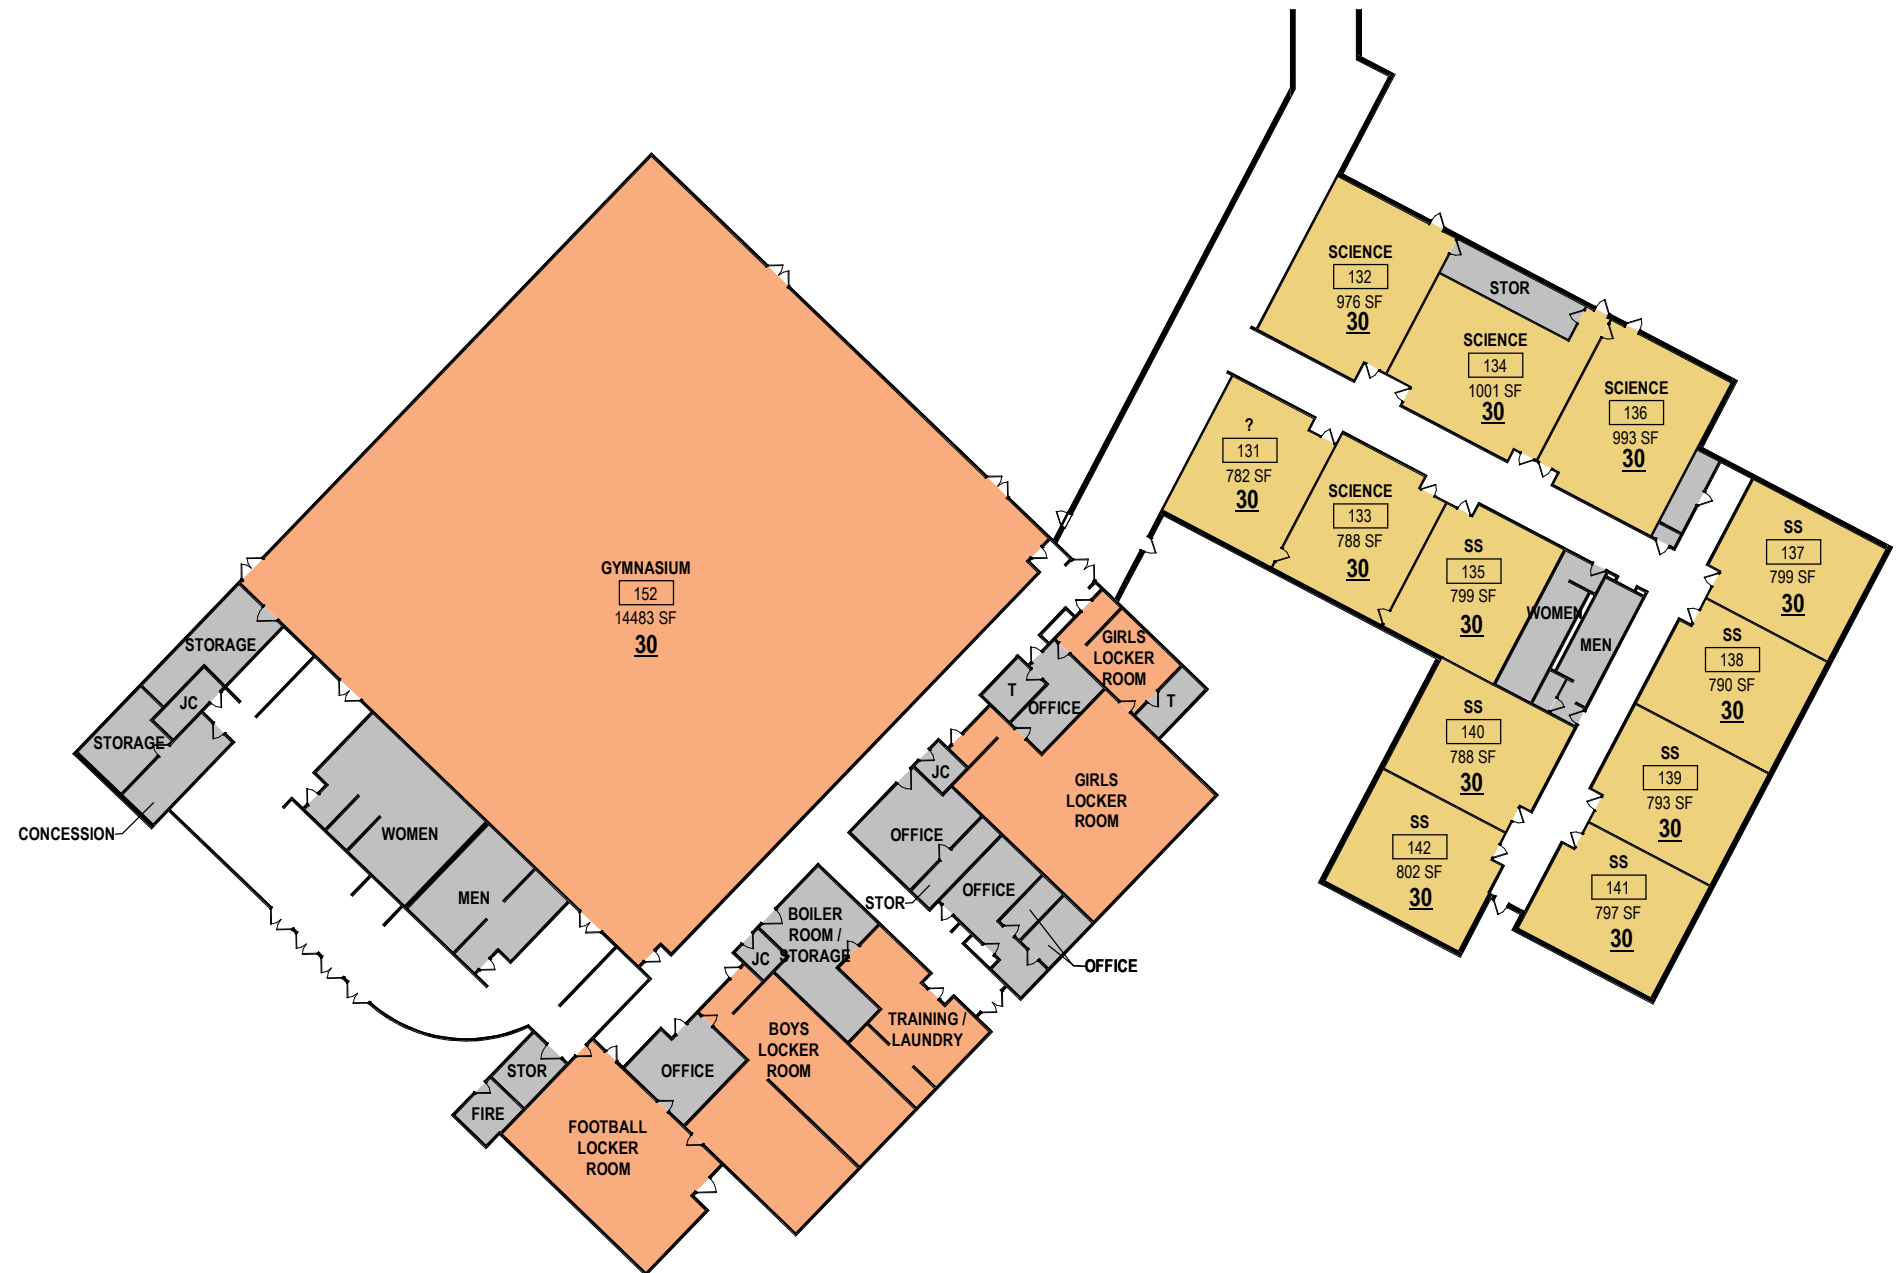 SCIENCE
132
976 SF
30
STOR
SCIENCE
134
1001 SF
30
SCIENCE
136
993 SF
30
?
131
782 SF
30
SCIENCE
133
788 SF
30
SS
135
799 SF
30
WOMEN
MEN
SS
137
799 SF
30
SS
138
790 SF
30
SS
139
793 SF
30
SS
140
788 SF
30
SS
142
802 SF
30
SS
141
797 SF
30
GYMNASIUM
152
14483 SF
30
STORAGE
JC
STORAGE
CONCESSION
WOMEN
MEN
GIRLS
LOCKER
ROOM
T
OFFICE
T
JC
GIRLS
LOCKER
ROOM
OFFICE
STOR
OFFICE
OFFICE
BOILER
ROOM /
STORAGE
JC
TRAINING /
LAUNDRY
BOYS
LOCKER
ROOM
OFFICE
STOR
FIRE
FOOTBALL
LOCKER
ROOM